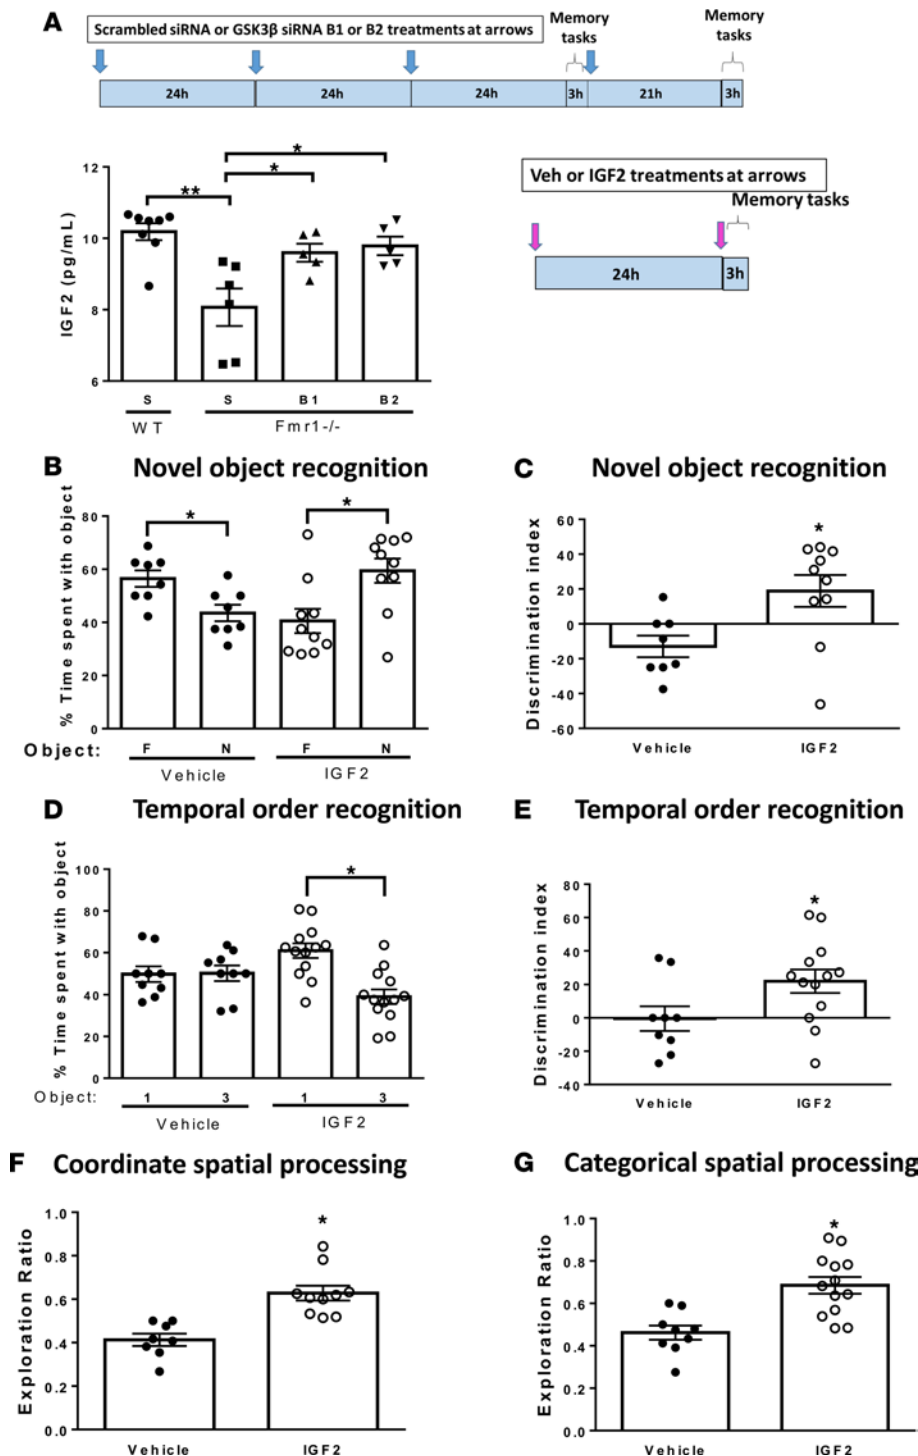 A
Scrambled siRNA or GSK3β siRNA B1 or B2 treatments at arrows
Memory tasks
Memory tasks
24h
24h
24h
3h
21h
3h
12
10
8
6
IGF2 (pg/mL)
**
*
*
S
S
B1
B2
WT
Fmr1-/-
Veh or IGF2 treatments at arrows
Memory tasks
24h
3h
B
Novel object recognition
% Time spent with object
80
60
40
20
0
*
*
Object:
F
N
F
N
Vehicle
IGF2
C
Novel object recognition
Discrimination index
60
40
20
0
-20
-40
-60
*
Vehicle
IGF2
D
Temporal order recognition
% Time spent with object
100
80
60
40
20
0
*
Object:
1
3
1
3
Vehicle
IGF2
E
Temporal order recognition
Discrimination index
80
60
40
20
0
-20
-40
*
Vehicle
IGF2
F
Coordinate spatial processing
Exploration Ratio
1.0
0.8
0.6
0.4
0.2
0.0
*
Vehicle
IGF2
G
Categorical spatial processing
Exploration Ratio
1.0
0.8
0.6
0.4
0.2
0.0
*
Vehicle
IGF2